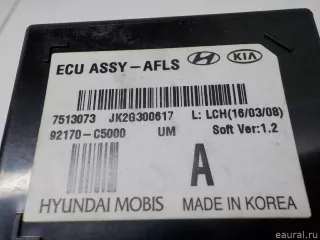 ECU ASSY-AFLS KIA
7513073 JK2G300617 L: LCH(16/03/08)
92170-C5000 UM Soft Ver:1.2
A
HYUNDAI MOBIS MADE IN KOREA
eaural.ru